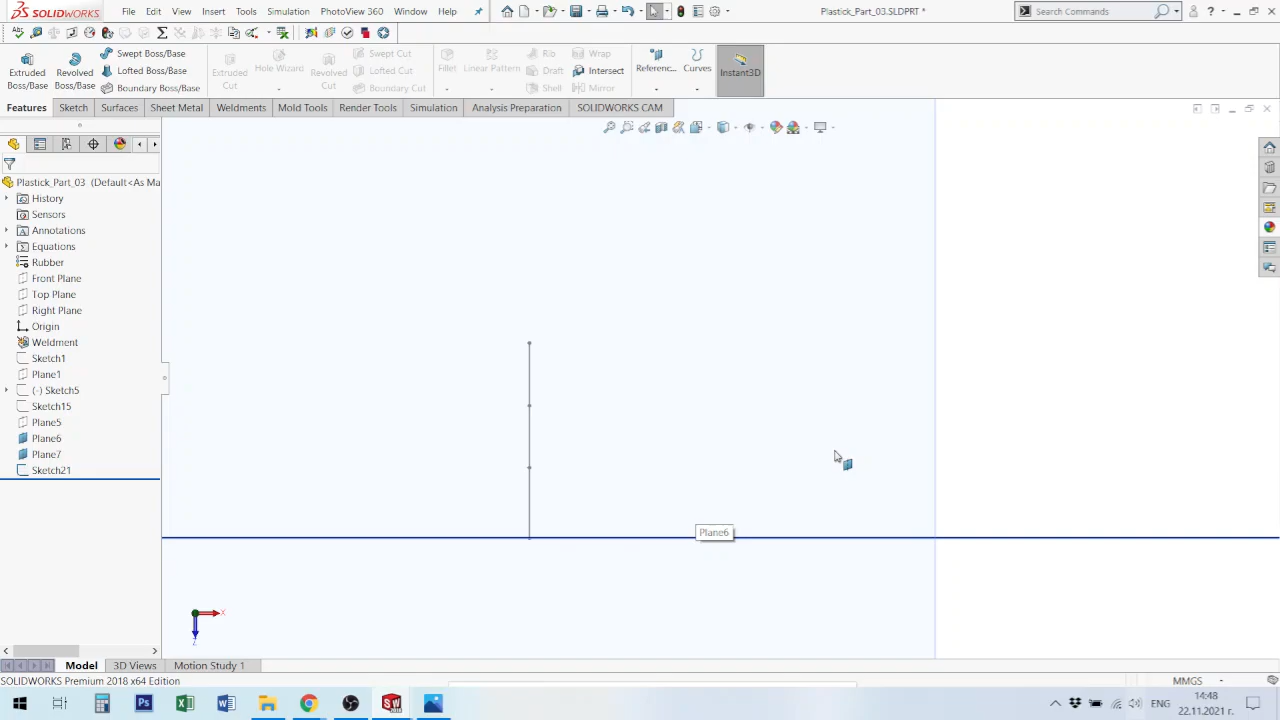 SOLIDWORKS File Edit View Insert Tools Simulation PhotoView 360 Window Help Plastick_Part_03.SLDPRT * Search Commands ?
Extruded Boss/Base
Revolved Boss/Base
Swept Boss/Base
Lofted Boss/Base
Boundary Boss/Base
Extruded Cut
Hole Wizard
Revolved Cut
Swept Cut
Lofted Cut
Boundary Cut
Fillet
Linear Pattern
Rib
Draft
Shell
Wrap
Intersect
Mirror
Referenc...
Curves
Instant3D
Features Sketch Surfaces Sheet Metal Mold Tools Render Tools Weldments Simulation Analysis Preparation SOLIDWORKS CAM
Plastick_Part_03 (Default<As Ma
History
Sensors
Annotations
Equations
Rubber
Front Plane
Top Plane
Right Plane
Origin
Weldment
Sketch1
Plane1
(-) Sketch5
Sketch15
Plane5
Plane6
Plane7
Sketch21
Plane6
X
Z
Model 3D Views Motion Study 1
SOLIDWORKS Premium 2018 x64 Edition
MMGS
ENG
14:48
22.11.2021 г.